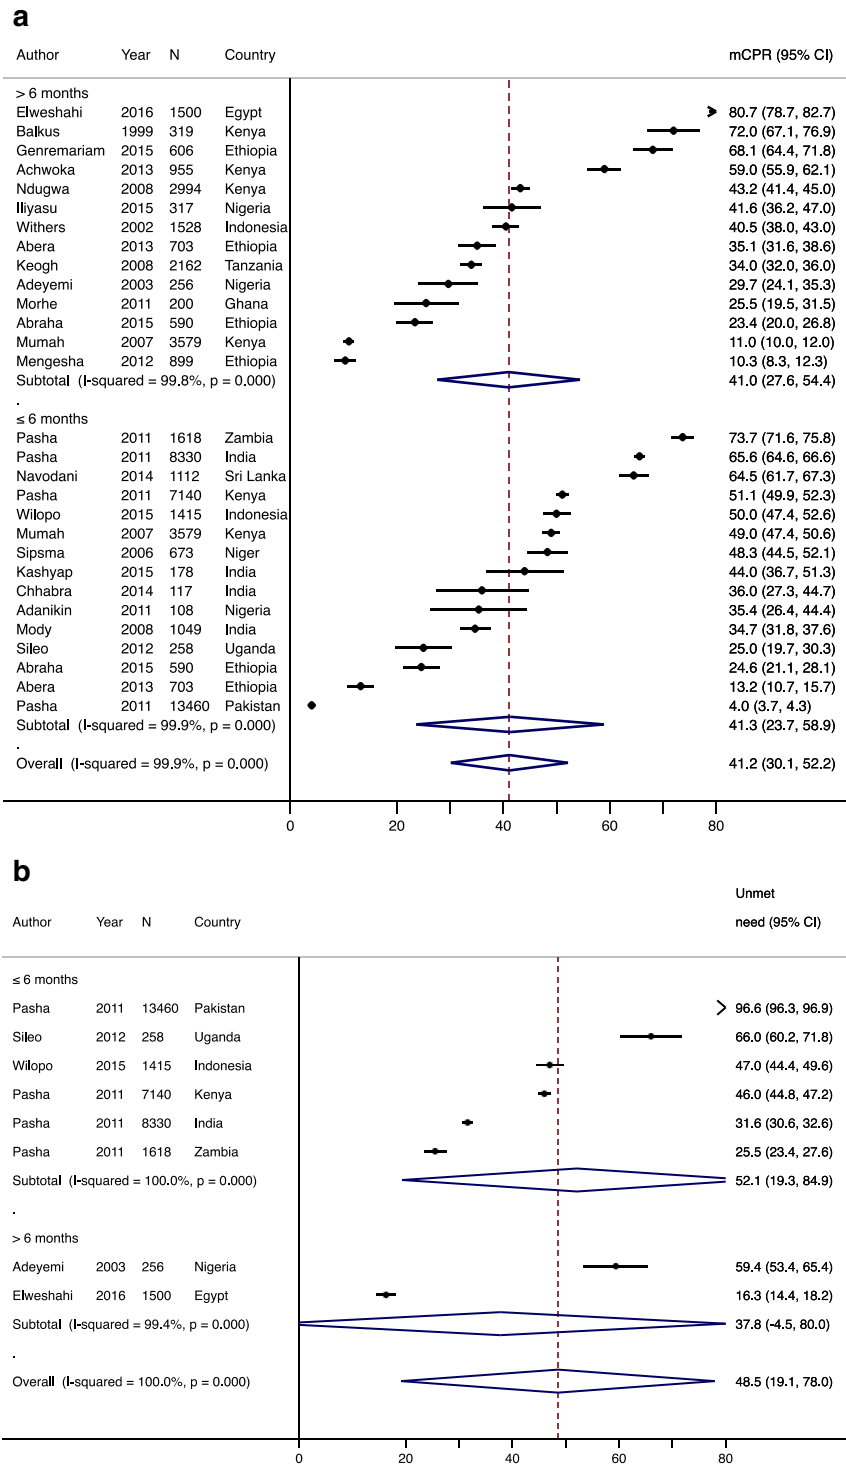 a
Author Year N Country mCPR (95% CI)
> 6 months
Elweshahi 2016 1500 Egypt 80.7 (78.7, 82.7)
Balkus 1999 319 Kenya 72.0 (67.1, 76.9)
Genremariam 2015 606 Ethiopia 68.1 (64.4, 71.8)
Achwoka 2013 955 Kenya 59.0 (55.9, 62.1)
Ndugwa 2008 2994 Kenya 43.2 (41.4, 45.0)
Iliyasu 2015 317 Nigeria 41.6 (36.2, 47.0)
Withers 2002 1528 Indonesia 40.5 (38.0, 43.0)
Abera 2013 703 Ethiopia 35.1 (31.6, 38.6)
Keogh 2008 2162 Tanzania 34.0 (32.0, 36.0)
Adeyemi 2003 256 Nigeria 29.7 (24.1, 35.3)
Morhe 2011 200 Ghana 25.5 (19.5, 31.5)
Abraha 2015 590 Ethiopia 23.4 (20.0, 26.8)
Mumah 2007 3579 Kenya 11.0 (10.0, 12.0)
Mengesha 2012 899 Ethiopia 10.3 (8.3, 12.3)
Subtotal (I-squared = 99.8%, p = 0.000) 41.0 (27.6, 54.4)
.
≤ 6 months
Pasha 2011 1618 Zambia 73.7 (71.6, 75.8)
Pasha 2011 8330 India 65.6 (64.6, 66.6)
Navodani 2014 1112 Sri Lanka 64.5 (61.7, 67.3)
Pasha 2011 7140 Kenya 51.1 (49.9, 52.3)
Wilopo 2015 1415 Indonesia 50.0 (47.4, 52.6)
Mumah 2007 3579 Kenya 49.0 (47.4, 50.6)
Sipsma 2006 673 Niger 48.3 (44.5, 52.1)
Kashyap 2015 178 India 44.0 (36.7, 51.3)
Chhabra 2014 117 India 36.0 (27.3, 44.7)
Adanikin 2011 108 Nigeria 35.4 (26.4, 44.4)
Mody 2008 1049 India 34.7 (31.8, 37.6)
Sileo 2012 258 Uganda 25.0 (19.7, 30.3)
Abraha 2015 590 Ethiopia 24.6 (21.1, 28.1)
Abera 2013 703 Ethiopia 13.2 (10.7, 15.7)
Pasha 2011 13460 Pakistan 4.0 (3.7, 4.3)
Subtotal (I-squared = 99.9%, p = 0.000) 41.3 (23.7, 58.9)
.
Overall (I-squared = 99.9%, p = 0.000) 41.2 (30.1, 52.2)
0 20 40 60 80
b
Unmet
Author Year N Country need (95% CI)
≤ 6 months
Pasha 2011 13460 Pakistan 96.6 (96.3, 96.9)
Sileo 2012 258 Uganda 66.0 (60.2, 71.8)
Wilopo 2015 1415 Indonesia 47.0 (44.4, 49.6)
Pasha 2011 7140 Kenya 46.0 (44.8, 47.2)
Pasha 2011 8330 India 31.6 (30.6, 32.6)
Pasha 2011 1618 Zambia 25.5 (23.4, 27.6)
Subtotal (I-squared = 100.0%, p = 0.000) 52.1 (19.3, 84.9)
.
> 6 months
Adeyemi 2003 256 Nigeria 59.4 (53.4, 65.4)
Elweshahi 2016 1500 Egypt 16.3 (14.4, 18.2)
Subtotal (I-squared = 99.4%, p = 0.000) 37.8 (-4.5, 80.0)
.
Overall (I-squared = 100.0%, p = 0.000) 48.5 (19.1, 78.0)
0 20 40 60 80